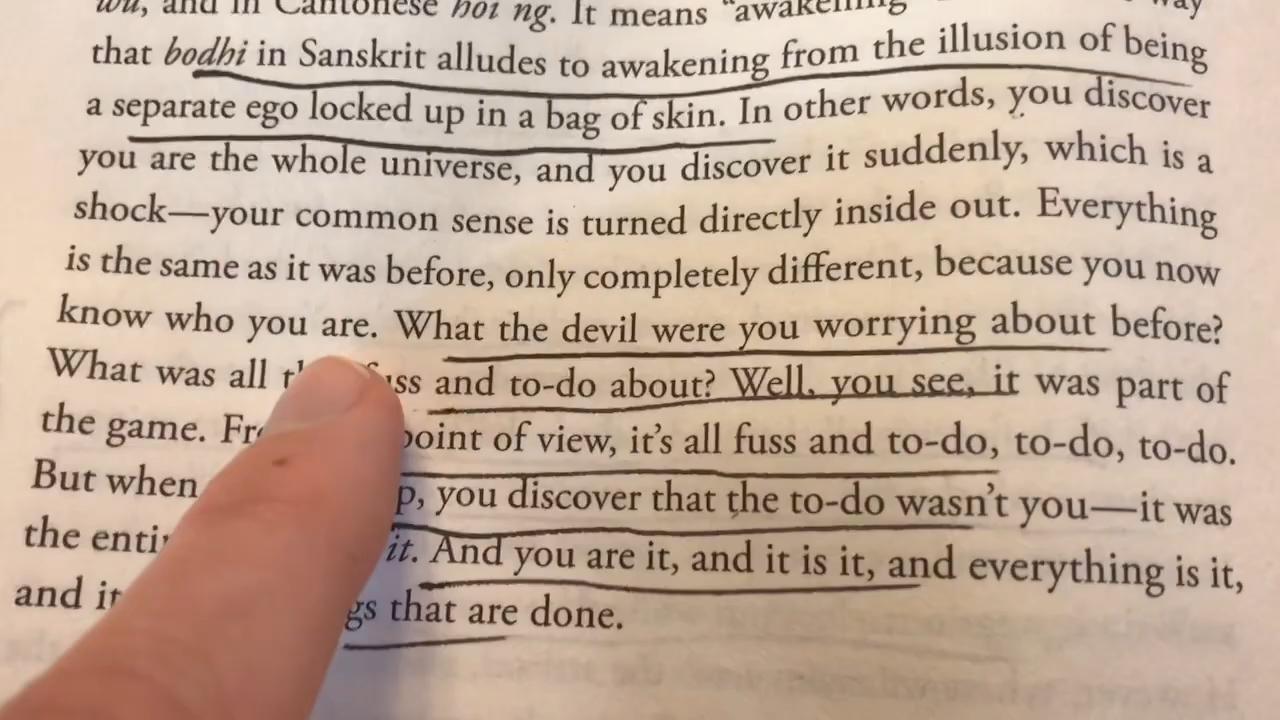 wu, and in Cantonese hoi ng. It means "awakening" way
that bodhi in Sanskrit alludes to awakening from the illusion of being
a separate ego locked up in a bag of skin. In other words, you discover
you are the whole universe, and you discover it suddenly, which is a
shock—your common sense is turned directly inside out. Everything
is the same as it was before, only completely different, because you now
know who you are. What the devil were you worrying about before?
What was all fuss and to-do about? Well, you see, it was part of
the game. point of view, it's all fuss and to-do, to-do, to-do.
But when you discover that the to-do wasn't you—it was
the it. And you are it, and it is it, and everything is it,
and that are done.